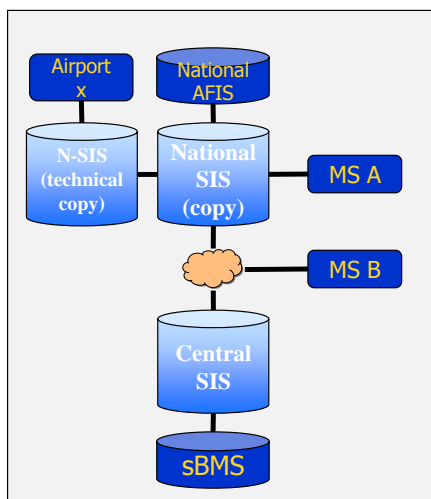 Airport
x
National
AFIS
N-SIS
(technical
copy)
National
SIS
(copy)
MS A
MS B
Central
SIS
sBMS